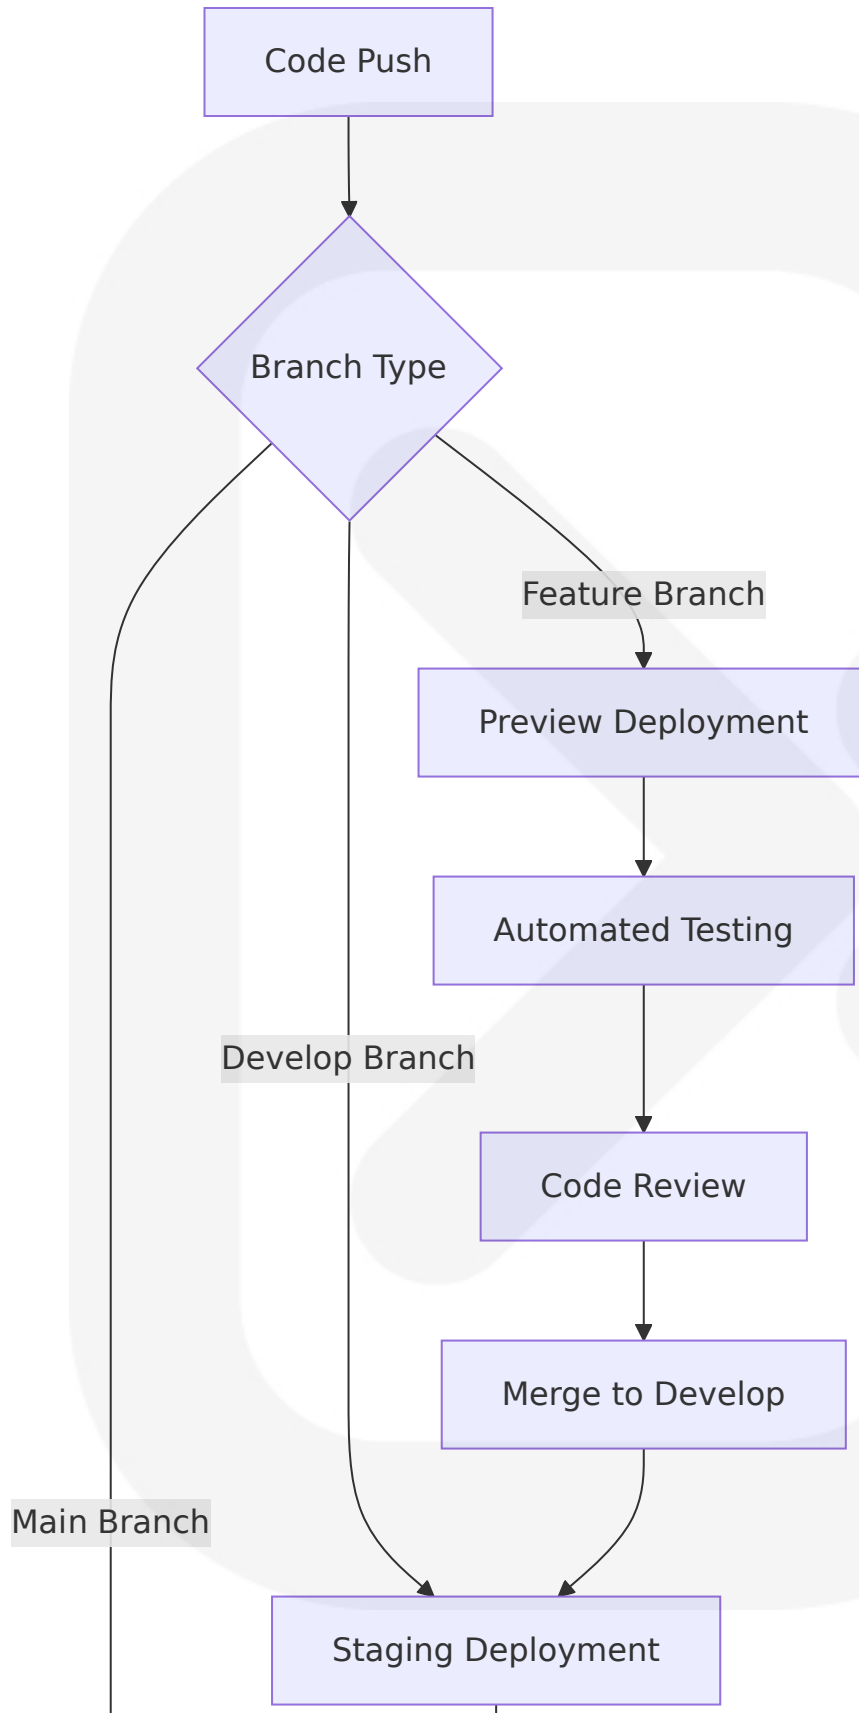 Code Push
Branch Type
Feature Branch
Preview Deployment
Automated Testing
Develop Branch
Code Review
Merge to Develop
Main Branch
Staging Deployment